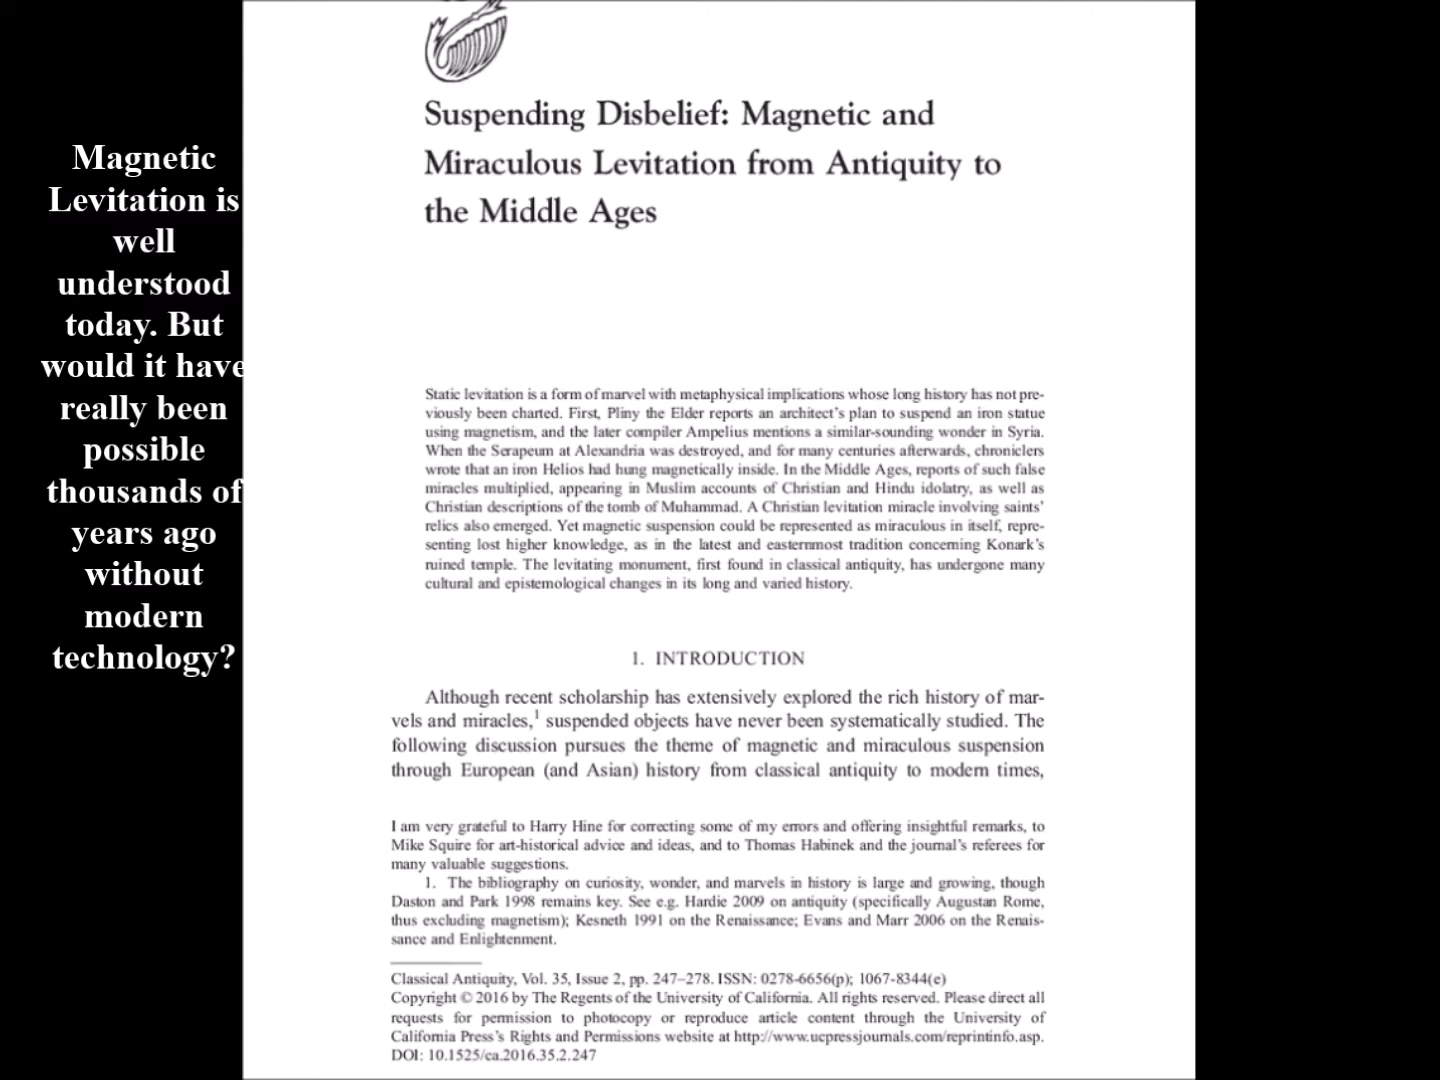 Magnetic
Levitation is
well
understood
today. But
would it have
really been
possible
thousands of
years ago
without
modern
technology?
Suspending Disbelief: Magnetic and
Miraculous Levitation from Antiquity to
the Middle Ages
Static levitation is a form of marvel with metaphysical implications whose long history has not pre-
viously been charted. First, Pliny the Elder reports an architect's plan to suspend an iron statue
using magnetism, and the later compiler Ampelius mentions a similar-sounding wonder in Syria.
When the Serapeum at Alexandria was destroyed, and for many centuries afterwards, chroniclers
wrote that an iron Helios had hung magnetically inside. In the Middle Ages, reports of such false
miracles multiplied, appearing in Muslim accounts of Christian and Hindu idolatry, as well as
Christian descriptions of the tomb of Muhammad. A Christian levitation miracle involving saints'
relics also emerged. Yet magnetic suspension could be represented as miraculous in itself, repre-
senting lost higher knowledge, as in the latest and easternmost tradition concerning Konark's
ruined temple. The levitating monument, first found in classical antiquity, has undergone many
cultural and epistemological changes in its long and varied history.
1. INTRODUCTION
Although recent scholarship has extensively explored the rich history of mar-
vels and miracles,1 suspended objects have never been systematically studied. The
following discussion pursues the theme of magnetic and miraculous suspension
through European (and Asian) history from classical antiquity to modern times,
I am very grateful to Harry Hine for correcting some of my errors and offering insightful remarks, to
Mike Squire for art-historical advice and ideas, and to Thomas Habinek and the journal's referees for
many valuable suggestions.
1. The bibliography on curiosity, wonder, and marvels in history is large and growing, though
Daston and Park 1998 remains key. See e.g. Hardie 2009 on antiquity (specifically Augustan Rome,
thus excluding magnetism); Kesneth 1991 on the Renaissance; Evans and Marr 2006 on the Renais-
sance and Enlightenment.
Classical Antiquity, Vol. 35, Issue 2, pp. 247–278. ISSN: 0278-6656(p); 1067-8344(e)
Copyright © 2016 by The Regents of the University of California. All rights reserved. Please direct all
requests for permission to photocopy or reproduce article content through the University of
California Press's Rights and Permissions website at http://www.ucpressjournals.com/reprintinfo.asp.
DOI: 10.1525/ca.2016.35.2.247